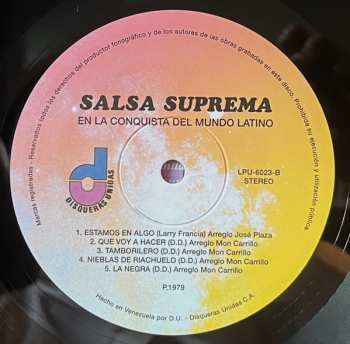 Marcas registradas - Reservados todos los derechos del productor fonográfico y de los autores de las obras grabadas en este disco. Prohibida su ejecución y utilización pública.
SALSA SUPREMA
EN LA CONQUISTA DEL MUNDO LATINO
d
DISQUERAS UNIDAS
LPU-6023-B
STEREO
1. ESTAMOS EN ALGO (Larry Francia) Arreglo José Plaza
2. QUE VOY A HACER (D.D.) Arreglo Mon Carrillo
3. TAMBORILERO (D.D.) Arreglo Mon Carrillo
4. NIEBLAS DE RIACHUELO (D.D.) Arreglo Mon Carrillo
5. LA NEGRA (D.D.) Arreglo Mon Carrillo
P.1979
Hecho en Venezuela por D.U. - Disqueras Unidas C.A.